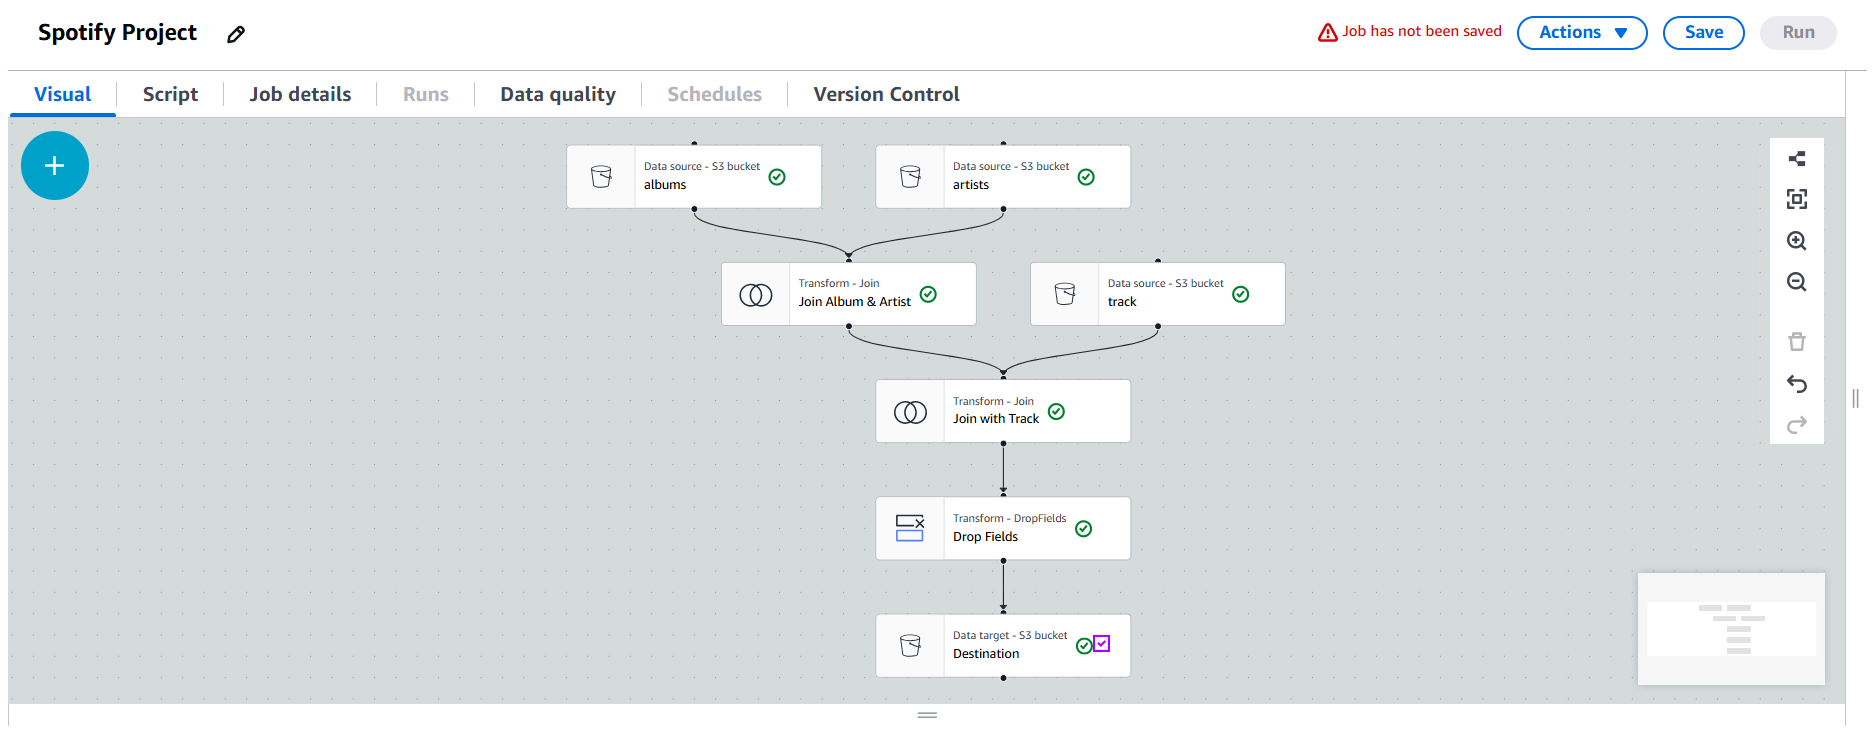 Spotify Project
Job has not been saved
Actions
Save
Run
Visual
Script
Job details
Runs
Data quality
Schedules
Version Control
Data source - S3 bucket
albums
Data source - S3 bucket
artists
Transform - Join
Join Album & Artist
Data source - S3 bucket
track
Transform - Join
Join with Track
Transform - DropFields
Drop Fields
Data target - S3 bucket
Destination